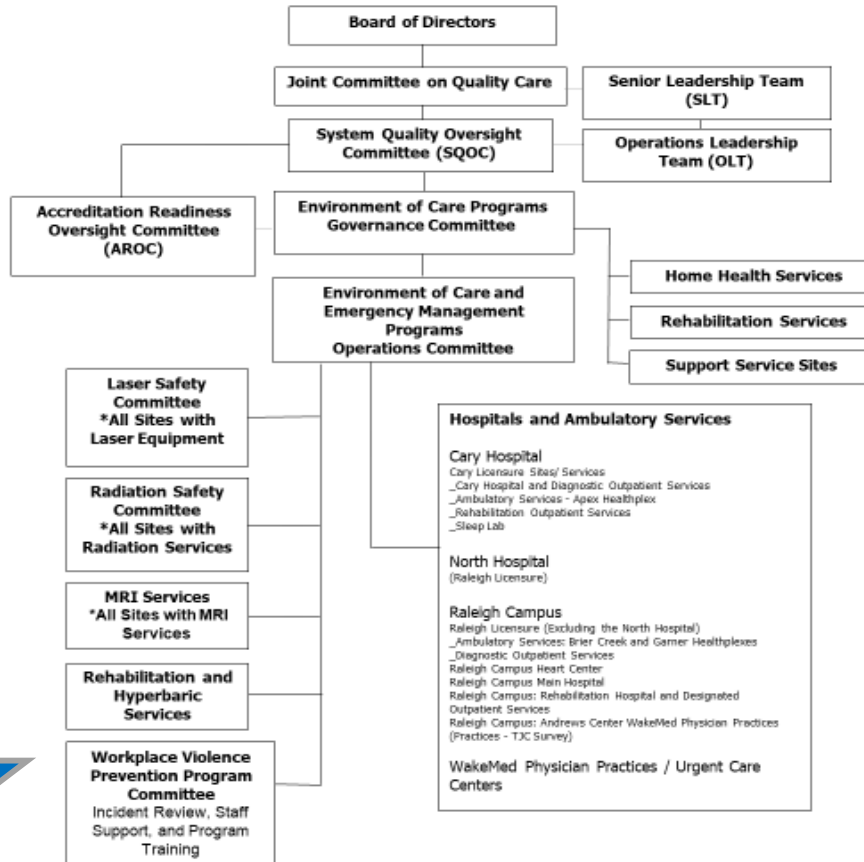 Board of Directors
Joint Committee on Quality Care
Senior Leadership Team
(SLT)
System Quality Oversight
Committee (SQOC)
Operations Leadership
Team (OLT)
Accreditation Readiness
Oversight Committee
(AROC)
Environment of Care Programs
Governance Committee
Home Health Services
Rehabilitation Services
Support Service Sites
Environment of Care and
Emergency Management
Programs
Operations Committee
Laser Safety
Committee
*All Sites with
Laser Equipment
Radiation Safety
Committee
*All Sites with
Radiation Services
MRI Services
*All Sites with MRI
Services
Rehabilitation and
Hyperbaric
Services
Workplace Violence
Prevention Program
Committee
Incident Review, Staff
Support, and Program
Training
Hospitals and Ambulatory Services
Cary Hospital
Cary Licensure Sites/ Services
_Cary Hospital and Diagnostic Outpatient Services
_Ambulatory Services - Apex Healthplex
_Rehabilitation Outpatient Services
_Sleep Lab
North Hospital
(Raleigh Licensure)
Raleigh Campus
Raleigh Licensure (Excluding the North Hospital)
_Ambulatory Services: Brier Creek and Garner Healthplexes
_Diagnostic Outpatient Services
Raleigh Campus Heart Center
Raleigh Campus Main Hospital
Raleigh Campus: Rehabilitation Hospital and Designated
Outpatient Services
Raleigh Campus: Andrews Center WakeMed Physician Practices
(Practices - TJC Survey)
WakeMed Physician Practices / Urgent Care
Centers